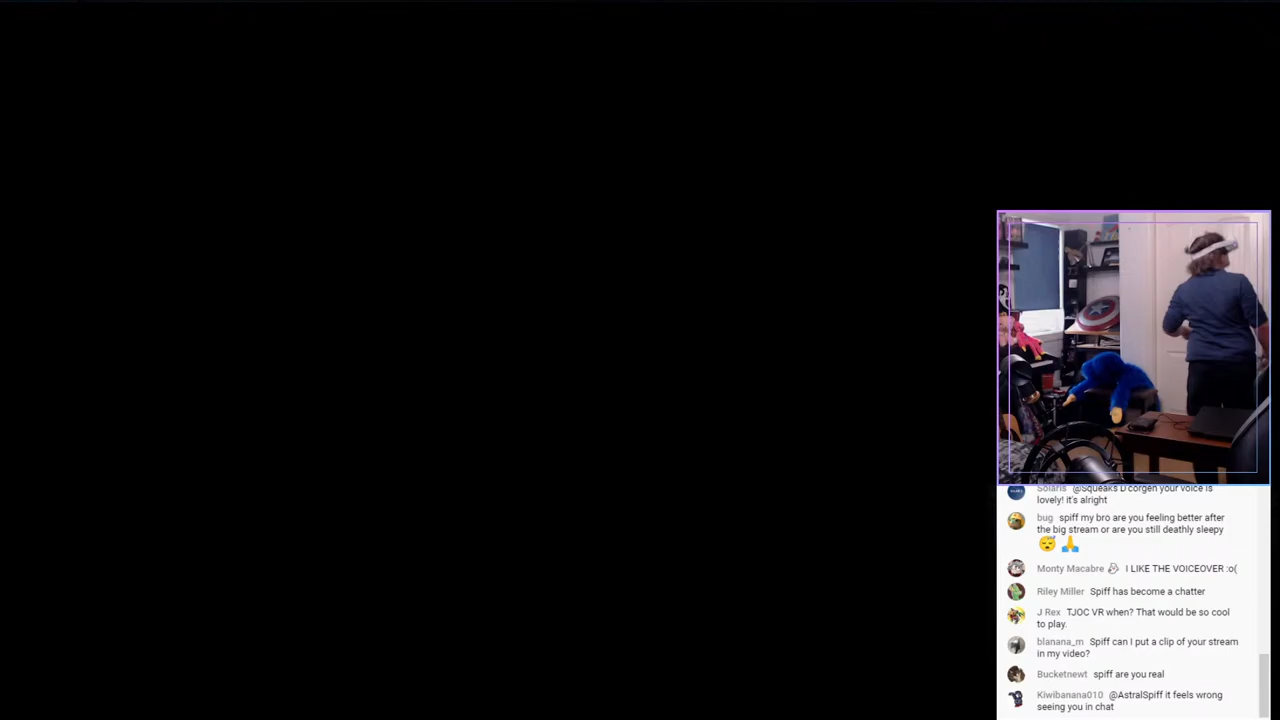 Solaris @Squeaks D'corgen your voice is
lovely! it's alright
bug spiff my bro are you feeling better after
the big stream or are you still deathly sleepy
😴 🙏
Monty Macabre I LIKE THE VOICEOVER :o(
Riley Miller Spiff has become a chatter
J Rex TJOC VR when? That would be so cool
to play.
blanana_m Spiff can I put a clip of your stream
in my video?
Bucketnewt spiff are you real
Kiwibanana010 @AstralSpiff it feels wrong
seeing you in chat